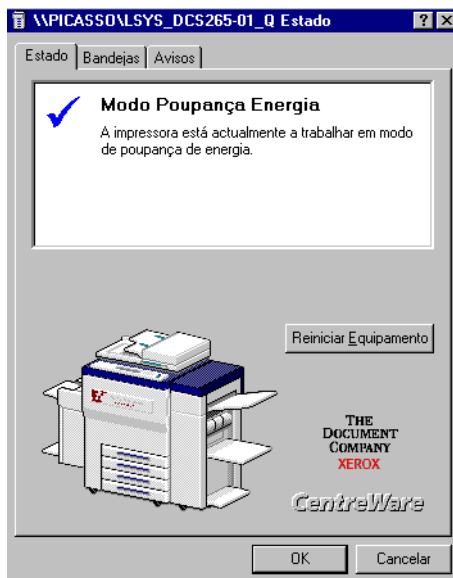 \\PICASSO\LSYS_DCS265-01_Q Estado
Estado Bandejas Avisos
Modo Poupança Energia
A impressora está actualmente a trabalhar em modo
de poupança de energia.
Reiniciar Equipamento
THE
DOCUMENT
COMPANY
XEROX
CentreWare
OK Cancelar